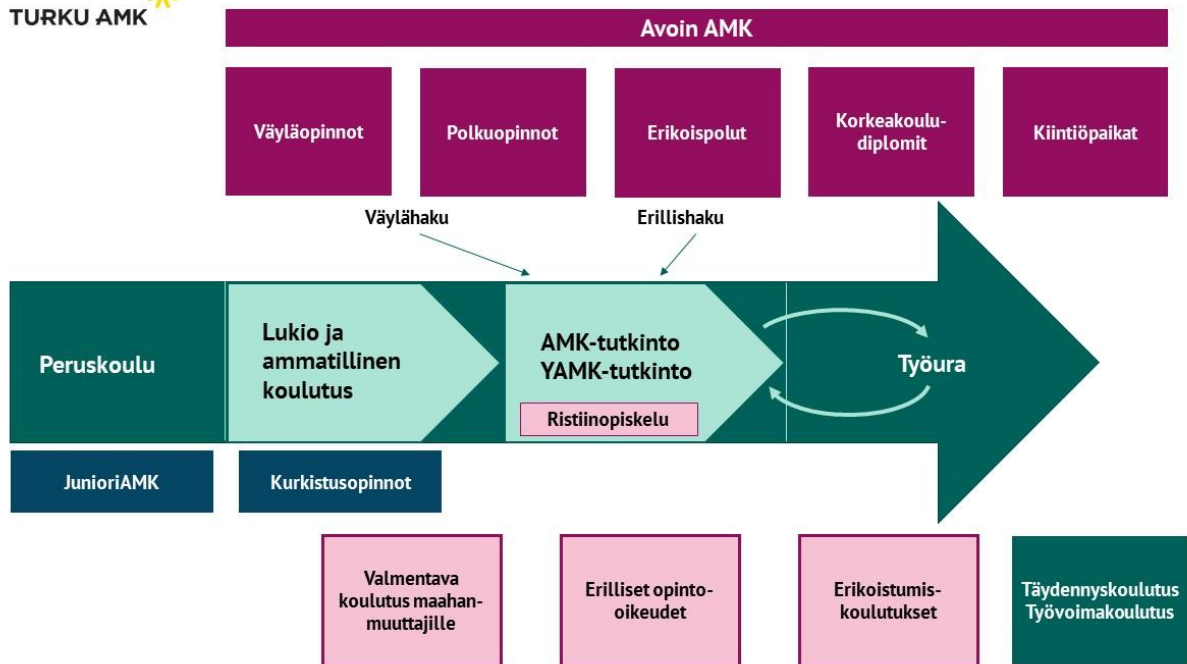 TURKU AMK
Avoin AMK
Väyläopinnot
Polkuopinnot
Erikoispolut
Korkeakoulu-
diplomit
Kiintiöpaikat
Väylähaku
Erillishaku
Peruskoulu
Lukio ja
ammatillinen
koulutus
AMK-tutkinto
YAMK-tutkinto
Ristiinopiskelu
Työura
JunioriAMK
Kurkistusopinnot
Valmentava
koulutus maahan-
muuttajille
Erilliset opinto-
oikeudet
Erikoistumis-
koulutukset
Täydennyskoulutus
Työvoimakoulutus